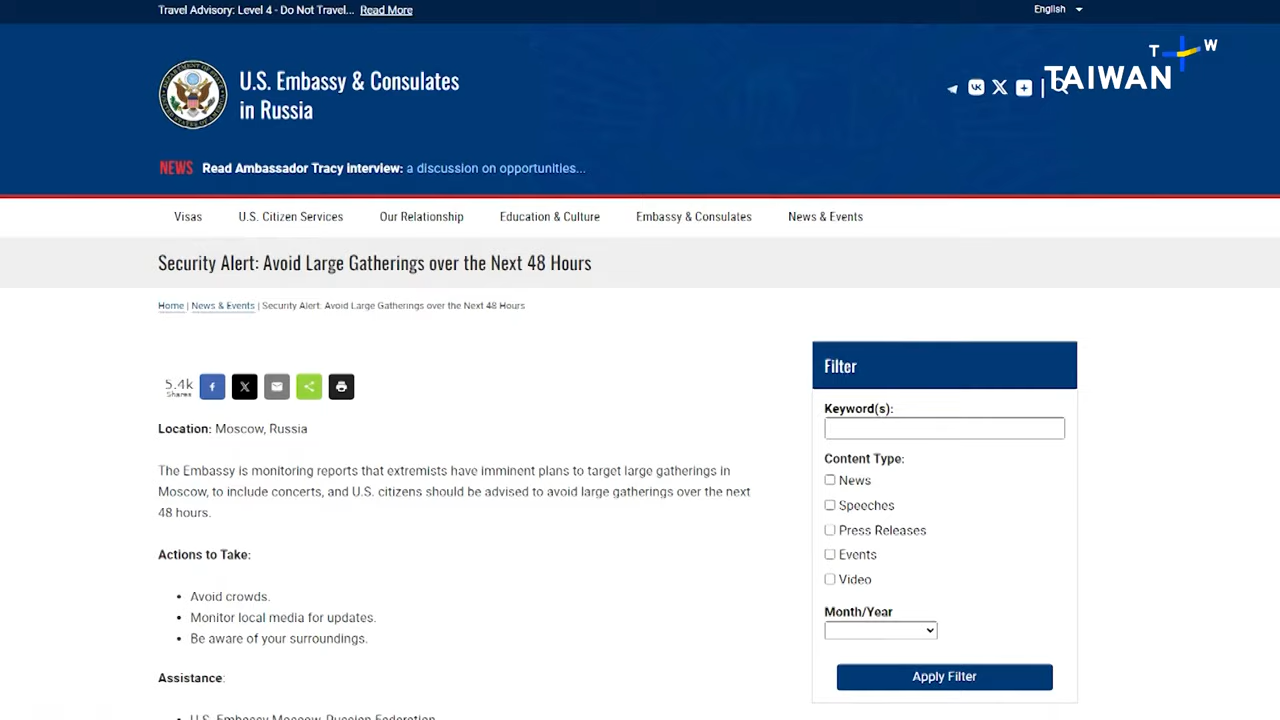 Travel Advisory: Level 4 - Do Not Travel... Read More
English
T W
TAIWAN
U.S. Embassy & Consulates
in Russia
NEWS Read Ambassador Tracy Interview: a discussion on opportunities...
Visas U.S. Citizen Services Our Relationship Education & Culture Embassy & Consulates News & Events
Security Alert: Avoid Large Gatherings over the Next 48 Hours
Home | News & Events | Security Alert: Avoid Large Gatherings over the Next 48 Hours
5.4k
Shares
Location: Moscow, Russia
The Embassy is monitoring reports that extremists have imminent plans to target large gatherings in
Moscow, to include concerts, and U.S. citizens should be advised to avoid large gatherings over the next
48 hours.
Actions to Take:
• Avoid crowds.
• Monitor local media for updates.
• Be aware of your surroundings.
Assistance:
• U.S. Embassy Moscow, Russian Federation
Filter
Keyword(s):
Content Type:
News
Speeches
Press Releases
Events
Video
Month/Year
Apply Filter